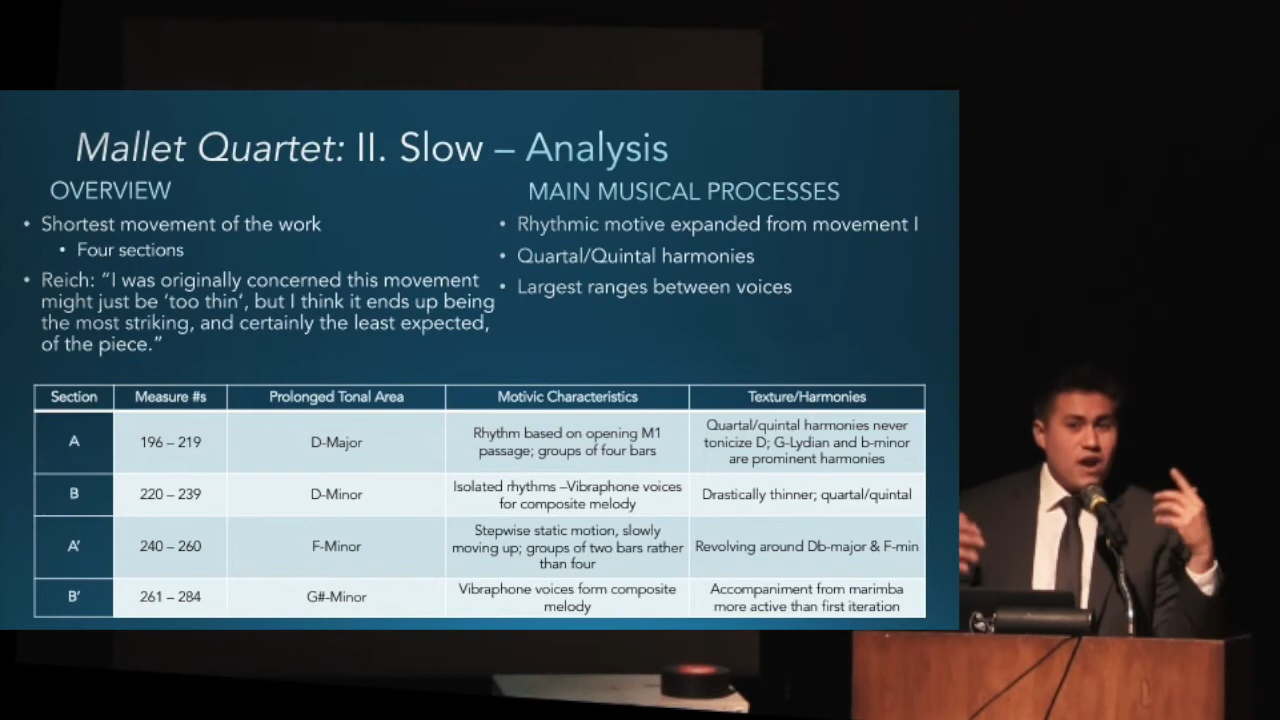 Mallet Quartet: II. Slow – Analysis
OVERVIEW
• Shortest movement of the work
• Four sections
• Reich: “I was originally concerned this movement
might just be ‘too thin’, but I think it ends up being
the most striking, and certainly the least expected,
of the piece.”
MAIN MUSICAL PROCESSES
• Rhythmic motive expanded from movement I
• Quartal/Quintal harmonies
• Largest ranges between voices
Section
Measure #s
Prolonged Tonal Area
Motivic Characteristics
Texture/Harmonies
A
196 – 219
D-Major
Rhythm based on opening M1
passage; groups of four bars
Quartal/quintal harmonies never
tonicize D; G-Lydian and b-minor
are prominent harmonies
B
220 – 239
D-Minor
Isolated rhythms –Vibraphone voices
for composite melody
Drastically thinner; quartal/quintal
A’
240 – 260
F-Minor
Stepwise static motion, slowly
moving up; groups of two bars rather
than four
Revolving around Db-major & F-min
B’
261 – 284
G#-Minor
Vibraphone voices form composite
melody
Accompaniment from marimba
more active than first iteration